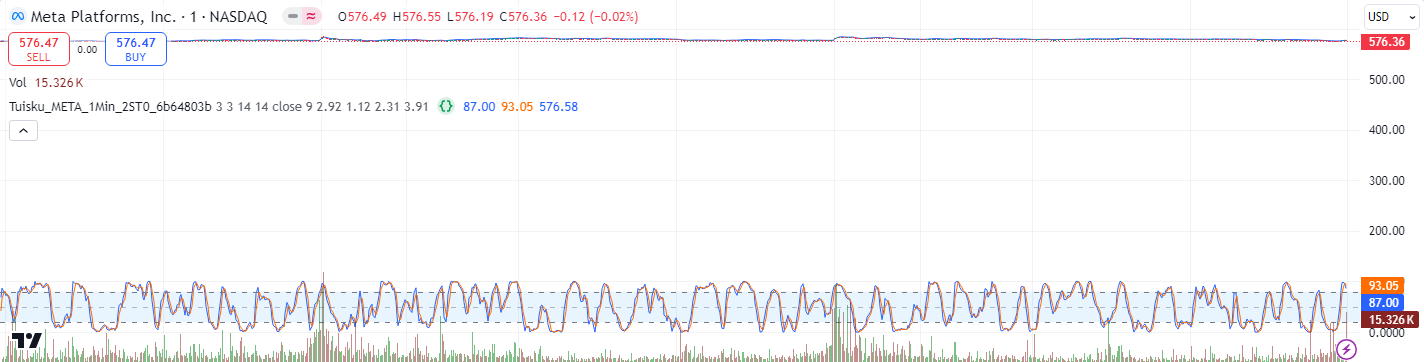 Meta Platforms, Inc. · 1 · NASDAQ O576.49 H576.55 L576.19 C576.36 −0.12 (−0.02%) USD
576.47 SELL 0.00 576.47 BUY 576.36
Vol 15.326 K 500.00
Tuisku_META_1Min_2ST0_6b64803b 3 3 14 14 close 9 2.92 1.12 2.31 3.91 {} 87.00 93.05 576.58
400.00
300.00
200.00
93.05
87.00
15.326 K
0.0000